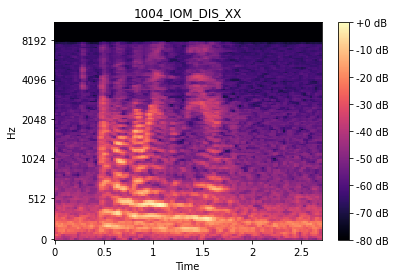 1004_IOM_DIS_XX
8192
4096
2048
1024
512
0
Hz
0
0.5
1
1.5
2
2.5
Time
+0 dB
-10 dB
-20 dB
-30 dB
-40 dB
-50 dB
-60 dB
-70 dB
-80 dB